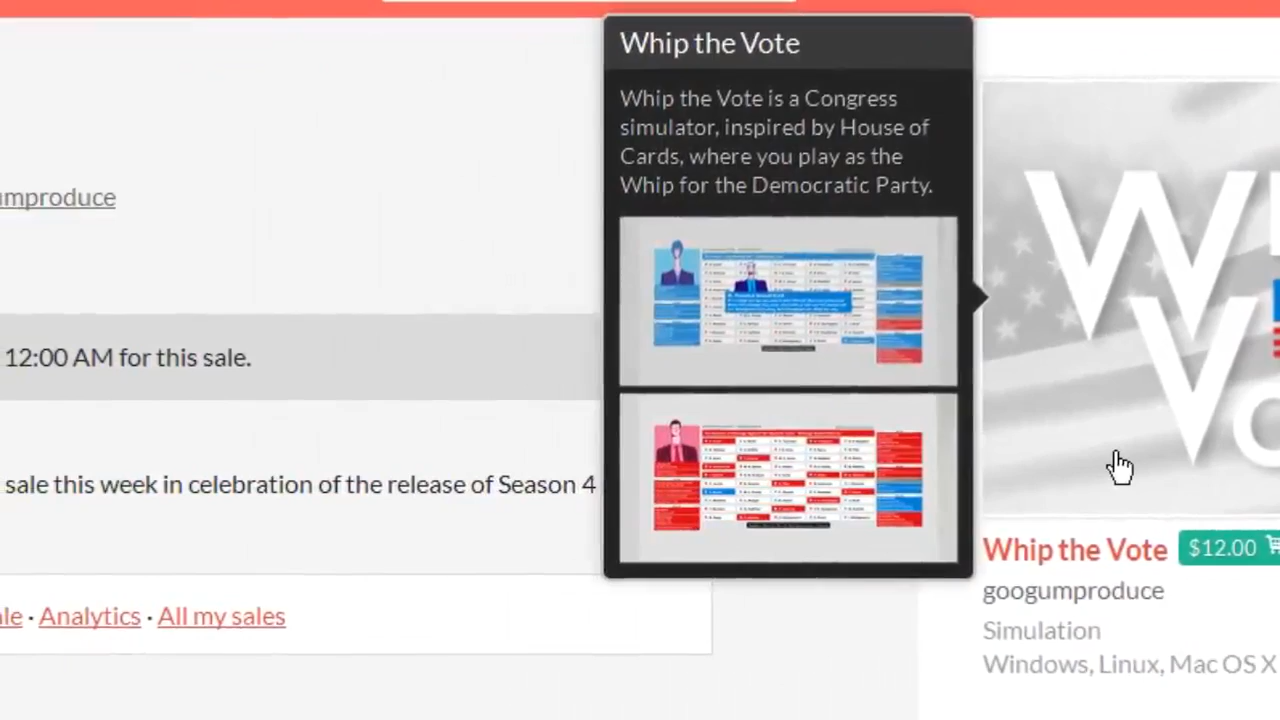 Whip the Vote
Whip the Vote is a Congress
simulator, inspired by House of
Cards, where you play as the
Whip for the Democratic Party.
umproduce
12:00 AM for this sale.
sale this week in celebration of the release of Season 4
le · Analytics · All my sales
W
Vo
Whip the Vote $12.00
googumproduce
Simulation
Windows, Linux, Mac OS X